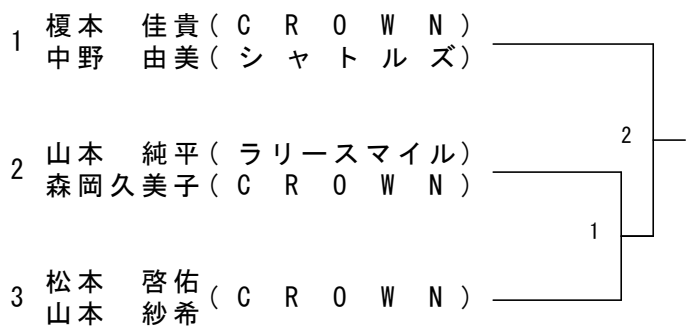 1 榎本 佳貴(CROWN)
中野 由美(シャトルズ)
2
2 山本 純平(ラリースマイル)
森岡久美子(CROWN)
1
3 松本 啓佑
山本 紗希(CROWN)